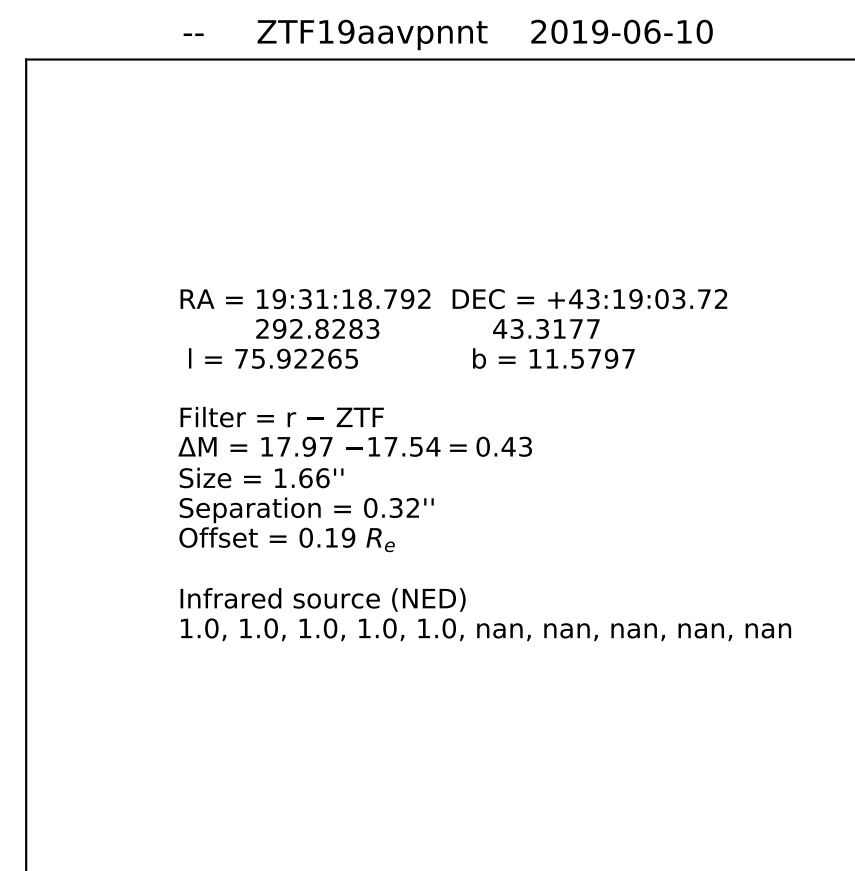 -- ZTF19aavpnnt 2019-06-10
RA = 19:31:18.792 DEC = +43:19:03.72
292.8283 43.3177
l = 75.92265 b = 11.5797
Filter = r − ZTF
ΔM = 17.97 −17.54 = 0.43
Size = 1.66''
Separation = 0.32''
Offset = 0.19 Rₑ
Infrared source (NED)
1.0, 1.0, 1.0, 1.0, 1.0, nan, nan, nan, nan, nan